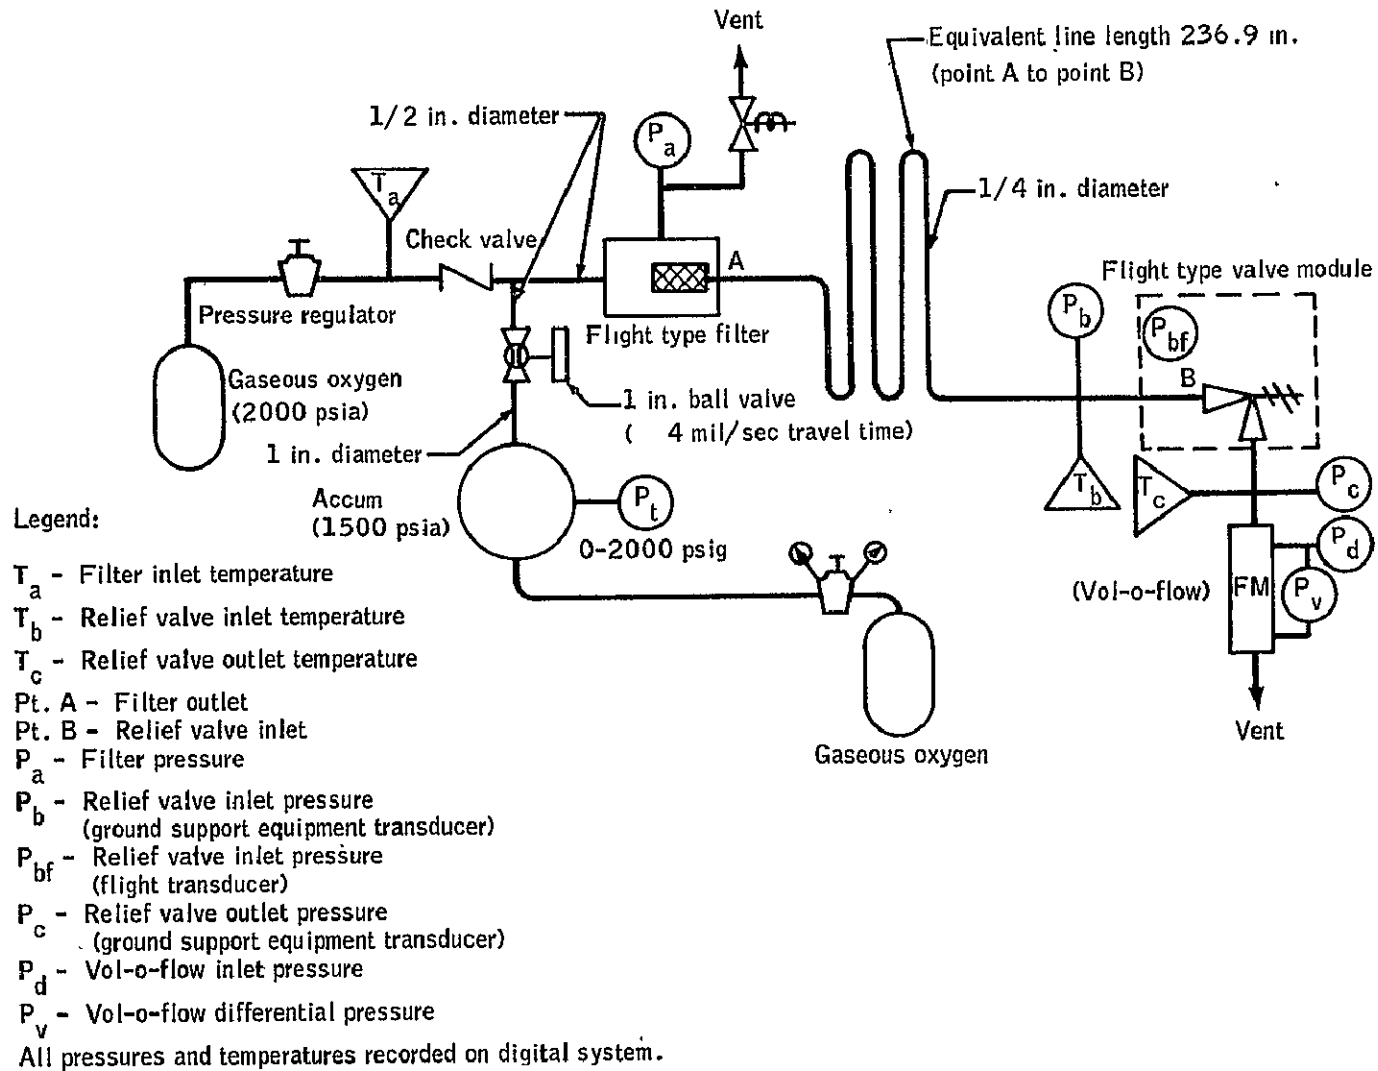 Vent
Equivalent line length 236.9 in.
(point A to point B)
1/2 in. diameter
P a
T a
1/4 in. diameter
Check valve
A
Flight type valve module
P b
P bf
Pressure regulator
Flight type filter
B
Gaseous oxygen
(2000 psia)
1 in. ball valve
( 4 mil/sec travel time)
1 in. diameter
Accum
(1500 psia)
P t
0-2000 psig
T b
T c
P c
P d
(Vol-o-flow)
FM
P v
Vent
Gaseous oxygen
Legend:
T a - Filter inlet temperature
T b - Relief valve inlet temperature
T c - Relief valve outlet temperature
Pt. A - Filter outlet
Pt. B - Relief valve inlet
P a - Filter pressure
P b - Relief valve inlet pressure
(ground support equipment transducer)
P bf - Relief valve inlet pressure
(flight transducer)
P c - Relief valve outlet pressure
(ground support equipment transducer)
P d - Vol-o-flow inlet pressure
P v - Vol-o-flow differential pressure
All pressures and temperatures recorded on digital system.